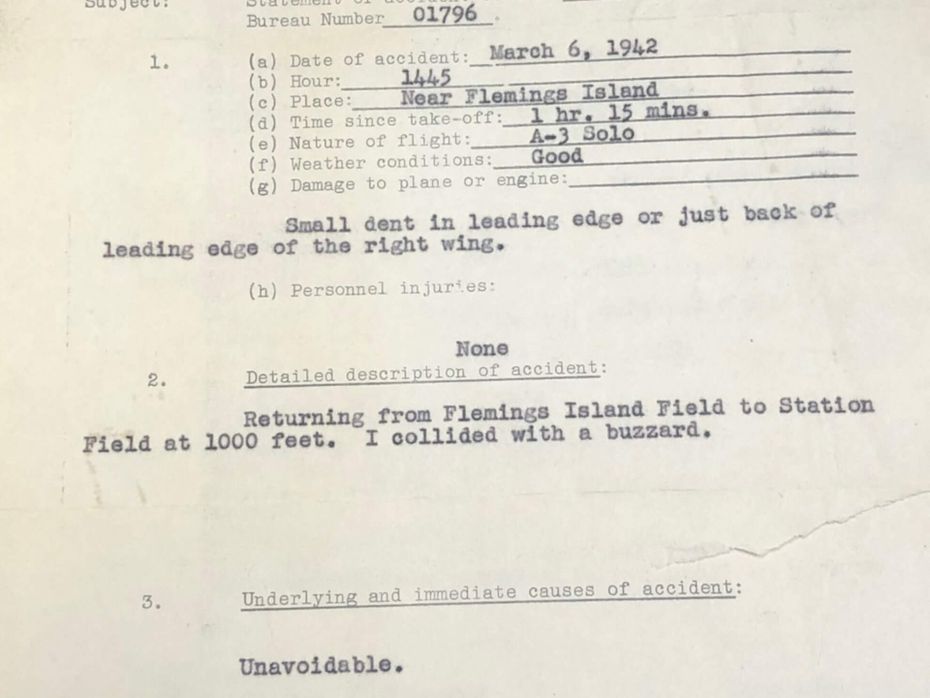 Subject: Statement of accident
Bureau Number 01796
1. (a) Date of accident: March 6, 1942
(b) Hour: 1445
(c) Place: Near Flemings Island
(d) Time since take-off: 1 hr. 15 mins.
(e) Nature of flight: A-3 Solo
(f) Weather conditions: Good
(g) Damage to plane or engine:
Small dent in leading edge or just back of
leading edge of the right wing.
(h) Personnel injuries:
None
2. Detailed description of accident:
Returning from Flemings Island Field to Station
Field at 1000 feet. I collided with a buzzard.
3. Underlying and immediate causes of accident:
Unavoidable.